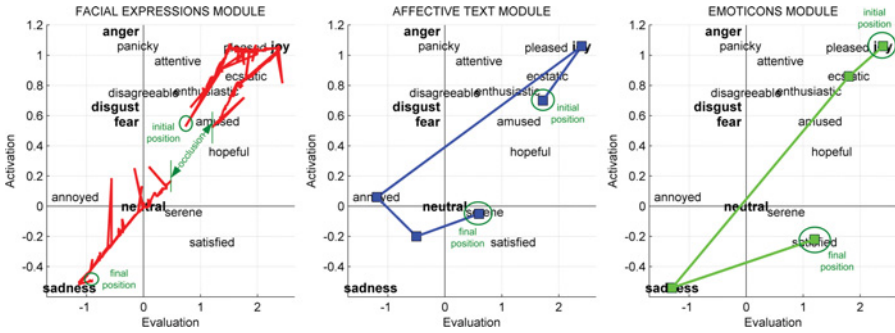 FACIAL EXPRESSIONS MODULE
1.2
1
0.8
0.6
0.4
0.2
0
-0.2
-0.4
Activation
anger
panicky
pleased joy
attentive
ecstatic
disagreeable enthusiastic
disgust
fear
amused
initial
position
occlusion
hopeful
annoyed
neutral
serene
satisfied
final
position
sadness
-1 0 1 2
Evaluation
AFFECTIVE TEXT MODULE
1.2
1
0.8
0.6
0.4
0.2
0
-0.2
-0.4
Activation
anger
panicky
pleased joy
attentive
ecstatic
disagreeable enthusiastic
disgust
fear
amused
initial
position
hopeful
annoyed
neutral
serene
satisfied
final
position
sadness
-1 0 1 2
Evaluation
EMOTICONS MODULE
1.2
1
0.8
0.6
0.4
0.2
0
-0.2
-0.4
Activation
initial
position
anger
panicky
pleased joy
attentive
ecstatic
disagreeable enthusiastic
disgust
fear
amused
hopeful
annoyed
neutral
serene
satisfied
final
position
sadness
-1 0 1 2
Evaluation